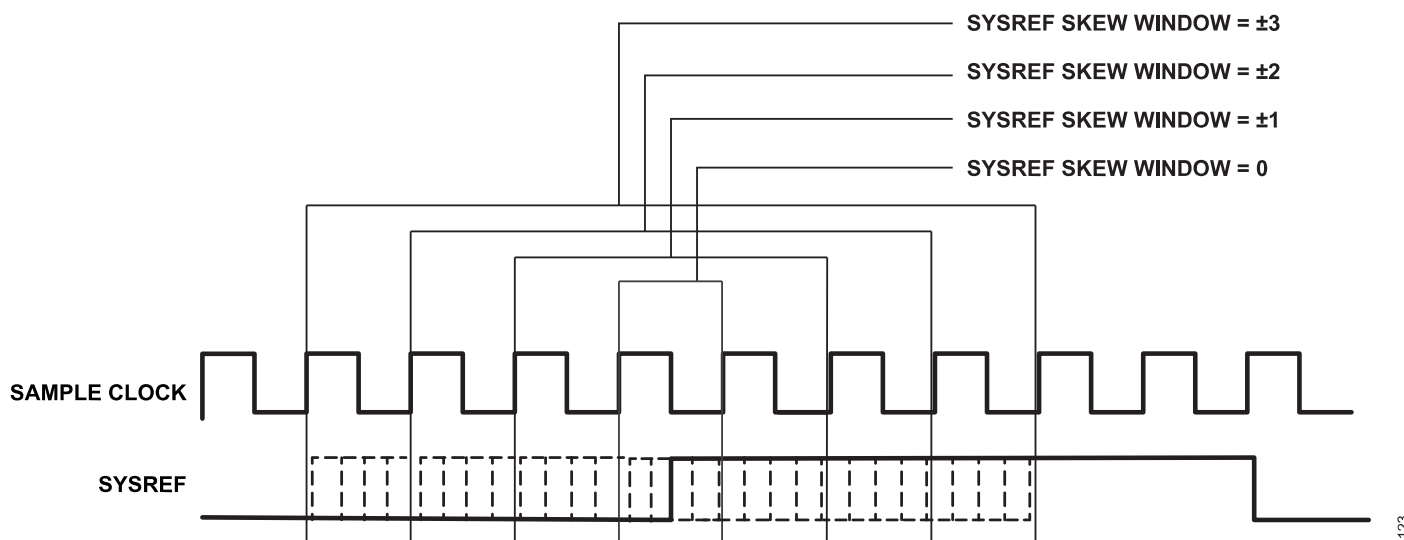 SYSREF SKEW WINDOW = ±3
SYSREF SKEW WINDOW = ±2
SYSREF SKEW WINDOW = ±1
SYSREF SKEW WINDOW = 0
SAMPLE CLOCK
SYSREF
123